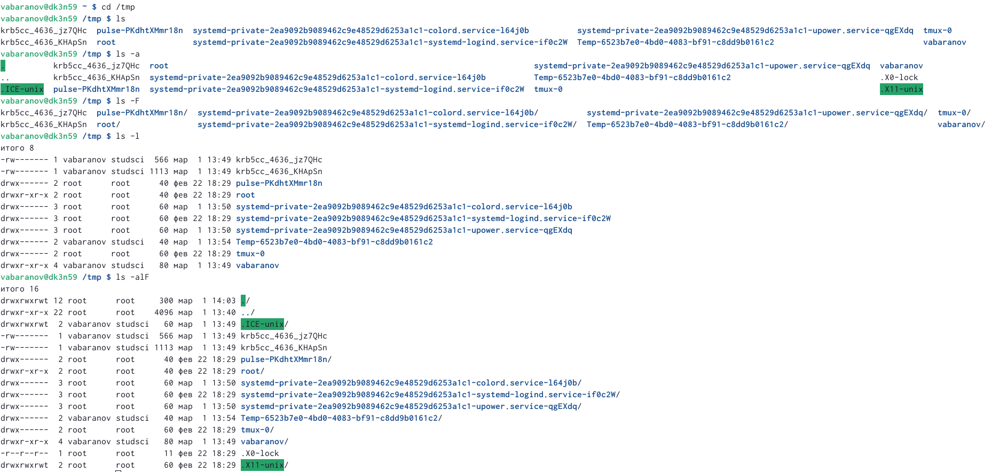 vabaranov@dk3n59 ~ $ cd /tmp
vabaranov@dk3n59 /tmp $ ls
krb5cc_4636_jz7QHc  pulse-PKdhtXMmr18n  systemd-private-2ea9092b9089462c9e48529d6253a1c1-colord.service-l64j0b          systemd-private-2ea9092b9089462c9e48529d6253a1c1-upower.service-qgEXdq  tmux-0
krb5cc_4636_KHApSn  root                systemd-private-2ea9092b9089462c9e48529d6253a1c1-systemd-logind.service-if0c2W  Temp-6523b7e0-4bd0-4083-bf91-c8dd9b0161c2                               vabaranov
vabaranov@dk3n59 /tmp $ ls -a
.          krb5cc_4636_jz7QHc  root                                                                            systemd-private-2ea9092b9089462c9e48529d6253a1c1-upower.service-qgEXdq  vabaranov
..         krb5cc_4636_KHApSn  systemd-private-2ea9092b9089462c9e48529d6253a1c1-colord.service-l64j0b          Temp-6523b7e0-4bd0-4083-bf91-c8dd9b0161c2                               .X0-lock
.ICE-unix  pulse-PKdhtXMmr18n  systemd-private-2ea9092b9089462c9e48529d6253a1c1-systemd-logind.service-if0c2W  tmux-0                                                                  .X11-unix
vabaranov@dk3n59 /tmp $ ls -F
krb5cc_4636_jz7QHc  pulse-PKdhtXMmr18n/  systemd-private-2ea9092b9089462c9e48529d6253a1c1-colord.service-l64j0b/          systemd-private-2ea9092b9089462c9e48529d6253a1c1-upower.service-qgEXdq/  tmux-0/
krb5cc_4636_KHApSn  root/                systemd-private-2ea9092b9089462c9e48529d6253a1c1-systemd-logind.service-if0c2W/  Temp-6523b7e0-4bd0-4083-bf91-c8dd9b0161c2/                               vabaranov/
vabaranov@dk3n59 /tmp $ ls -l
итого 8
-rw------- 1 vabaranov studsci  566 мар  1 13:49 krb5cc_4636_jz7QHc
-rw------- 1 vabaranov studsci 1113 мар  1 13:49 krb5cc_4636_KHApSn
drwx------ 2 root      root      40 фев 22 18:29 pulse-PKdhtXMmr18n
drwxr-xr-x 2 root      root      40 фев 22 18:29 root
drwx------ 3 root      root      60 мар  1 13:50 systemd-private-2ea9092b9089462c9e48529d6253a1c1-colord.service-l64j0b
drwx------ 3 root      root      60 фев 22 18:29 systemd-private-2ea9092b9089462c9e48529d6253a1c1-systemd-logind.service-if0c2W
drwx------ 3 root      root      60 мар  1 13:50 systemd-private-2ea9092b9089462c9e48529d6253a1c1-upower.service-qgEXdq
drwx------ 2 vabaranov studsci   40 мар  1 13:54 Temp-6523b7e0-4bd0-4083-bf91-c8dd9b0161c2
drwx------ 2 root      root      60 фев 22 18:29 tmux-0
drwxr-xr-x 4 vabaranov studsci   80 мар  1 13:49 vabaranov
vabaranov@dk3n59 /tmp $ ls -alF
итого 16
drwxrwxrwt 12 root      root     300 мар  1 14:03 ./
drwxr-xr-x 22 root      root    4096 мар  1 13:40 ../
drwxrwxrwt  2 vabaranov studsci   60 мар  1 13:49 .ICE-unix/
-rw-------  1 vabaranov studsci  566 мар  1 13:49 krb5cc_4636_jz7QHc
-rw-------  1 vabaranov studsci 1113 мар  1 13:49 krb5cc_4636_KHApSn
drwx------  2 root      root      40 фев 22 18:29 pulse-PKdhtXMmr18n/
drwxr-xr-x  2 root      root      40 фев 22 18:29 root/
drwx------  3 root      root      60 мар  1 13:50 systemd-private-2ea9092b9089462c9e48529d6253a1c1-colord.service-l64j0b/
drwx------  3 root      root      60 фев 22 18:29 systemd-private-2ea9092b9089462c9e48529d6253a1c1-systemd-logind.service-if0c2W/
drwx------  3 root      root      60 мар  1 13:50 systemd-private-2ea9092b9089462c9e48529d6253a1c1-upower.service-qgEXdq/
drwx------  2 vabaranov studsci   40 мар  1 13:54 Temp-6523b7e0-4bd0-4083-bf91-c8dd9b0161c2/
drwx------  2 root      root      60 фев 22 18:29 tmux-0/
drwxr-xr-x  4 vabaranov studsci   80 мар  1 13:49 vabaranov/
-r--r--r--  1 root      root      11 фев 22 18:29 .X0-lock
drwxrwxrwt  2 root      root      60 фев 22 18:29 .X11-unix/